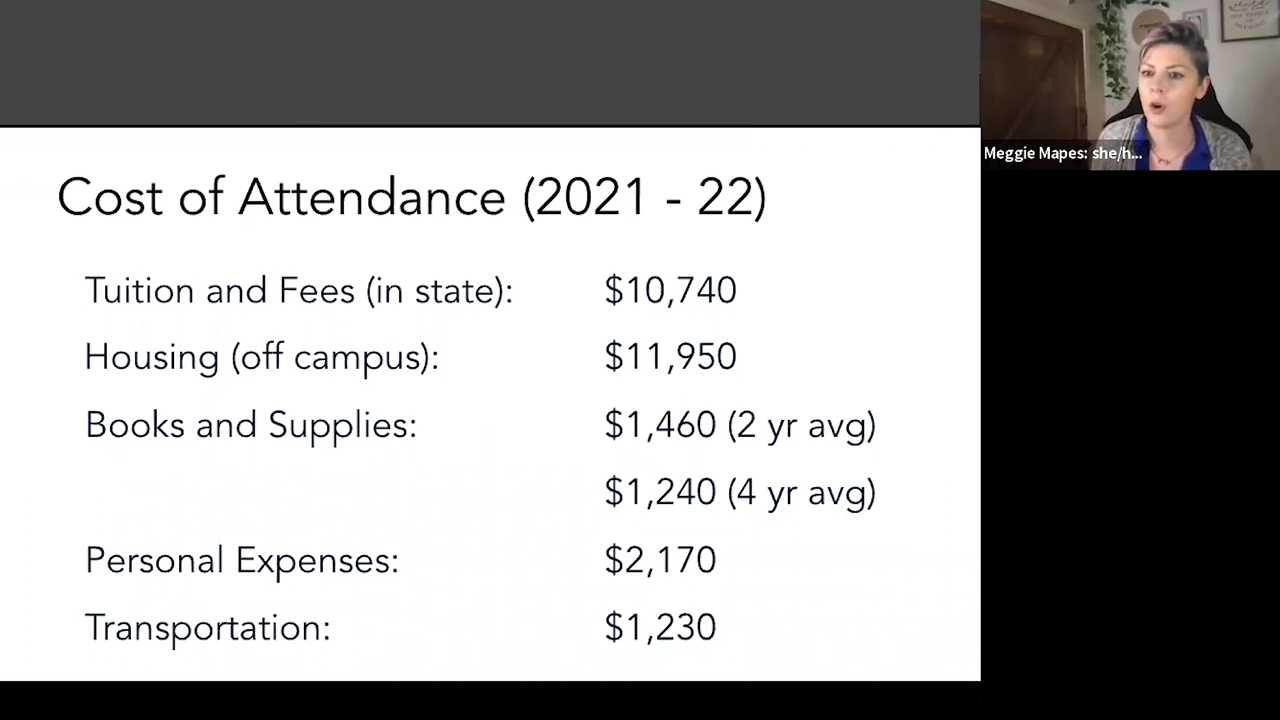 Cost of Attendance (2021 - 22)
Tuition and Fees (in state): $10,740
Housing (off campus): $11,950
Books and Supplies: $1,460 (2 yr avg)
$1,240 (4 yr avg)
Personal Expenses: $2,170
Transportation: $1,230
Meggie Mapes: she/h...